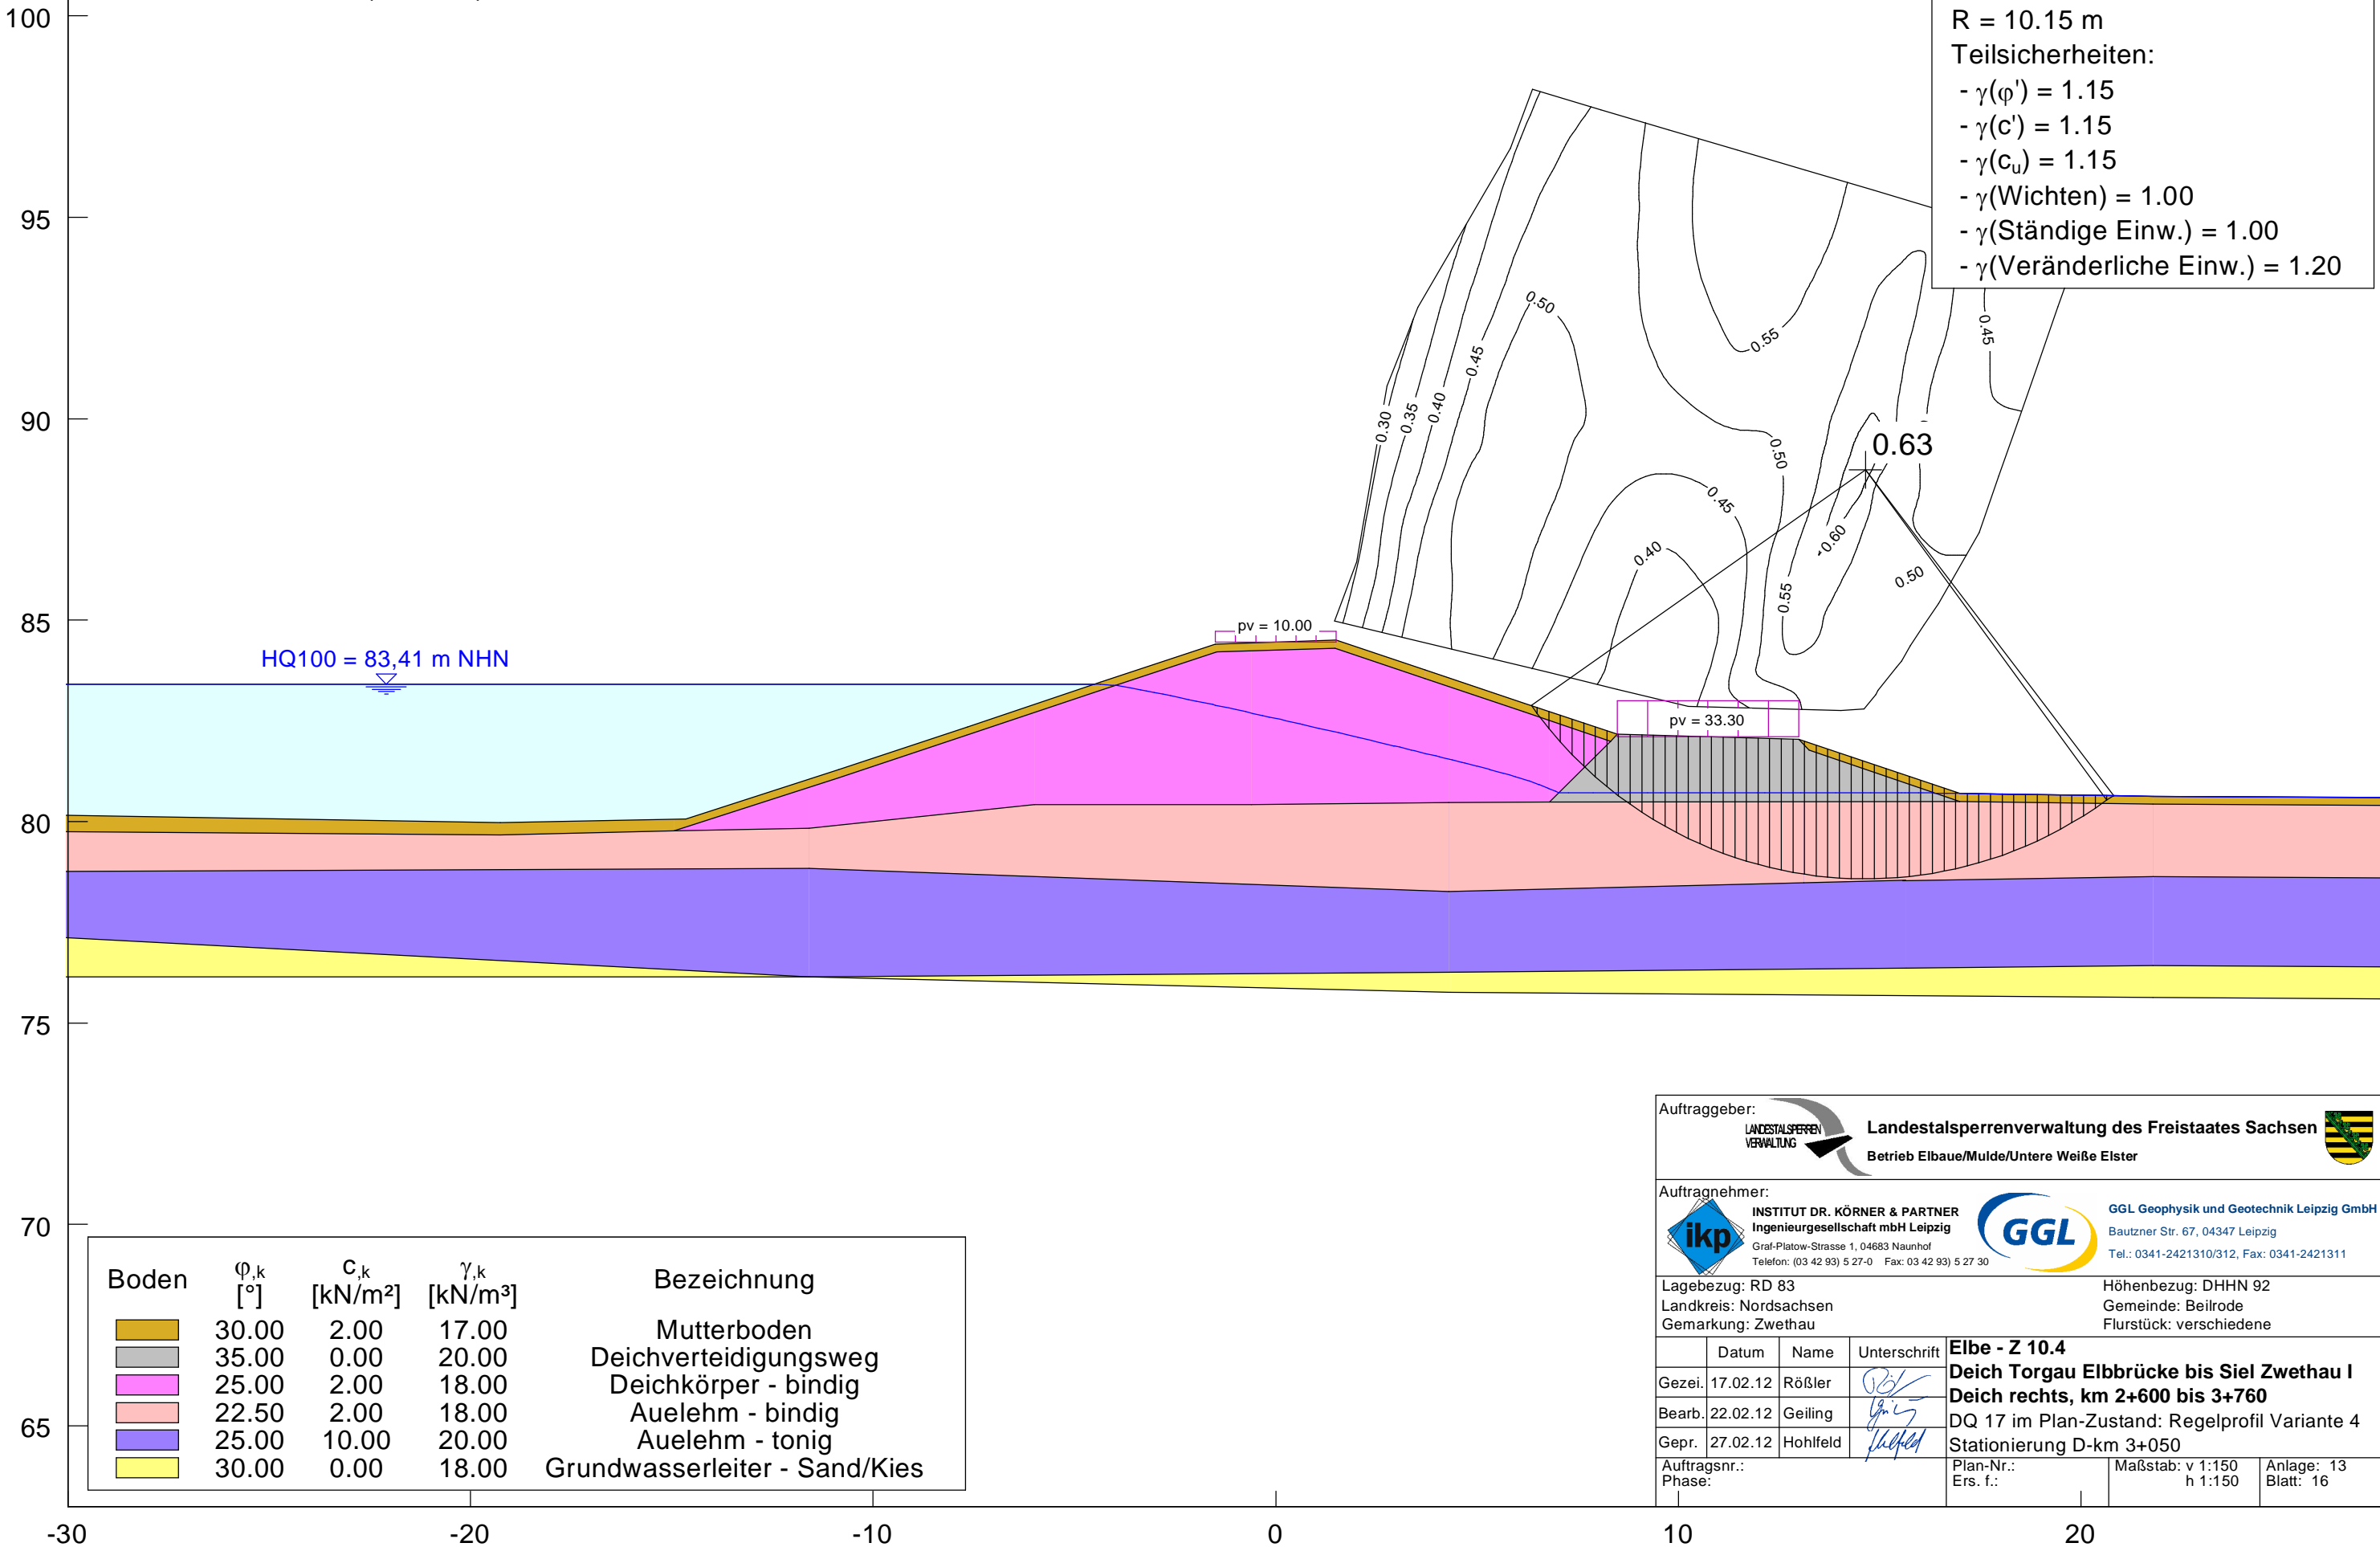 100
95
90
85
80
75
70
65
-30
-20
-10
0
10
20
R = 10.15 m
Teilsicherheiten:
- γ(φ') = 1.15
- γ(c') = 1.15
- γ(cu) = 1.15
- γ(Wichten) = 1.00
- γ(Ständige Einw.) = 1.00
- γ(Veränderliche Einw.) = 1.20
0.50
0.55
0.45
0.45
0.40
0.35
0.30
0.50
0.63
0.45
0.40
0.60
0.55
0.50
HQ100 = 83,41 m NHN
pv = 10.00
pv = 33.30
Boden φ,k [°] c,k [kN/m²] γ,k [kN/m³] Bezeichnung
30.00 2.00 17.00 Mutterboden
35.00 0.00 20.00 Deichverteidigungsweg
25.00 2.00 18.00 Deichkörper - bindig
22.50 2.00 18.00 Auelehm - bindig
25.00 10.00 20.00 Auelehm - tonig
30.00 0.00 18.00 Grundwasserleiter - Sand/Kies
Auftraggeber:
LANDESTALSPERREN
VERWALTUNG
Landestalsperrenverwaltung des Freistaates Sachsen
Betrieb Elbaue/Mulde/Untere Weiße Elster
Auftragnehmer:
ikp
INSTITUT DR. KÖRNER & PARTNER
Ingenieurgesellschaft mbH Leipzig
Graf-Platow-Strasse 1, 04683 Naunhof
Telefon: (03 42 93) 5 27-0 Fax: 03 42 93) 5 27 30
GGL
GGL Geophysik und Geotechnik Leipzig GmbH
Bautzner Str. 67, 04347 Leipzig
Tel.: 0341-2421310/312, Fax: 0341-2421311
Lagebezug: RD 83 Höhenbezug: DHHN 92
Landkreis: Nordsachsen Gemeinde: Beilrode
Gemarkung: Zwethau Flurstück: verschiedene
Datum Name Unterschrift
Gezei. 17.02.12 Rößler
Bearb. 22.02.12 Geiling
Gepr. 27.02.12 Hohlfeld
Elbe - Z 10.4
Deich Torgau Elbbrücke bis Siel Zwethau I
Deich rechts, km 2+600 bis 3+760
DQ 17 im Plan-Zustand: Regelprofil Variante 4
Stationierung D-km 3+050
Auftragsnr.:
Phase:
Plan-Nr.:
Ers. f.:
Maßstab: v 1:150
h 1:150
Anlage: 13
Blatt: 16